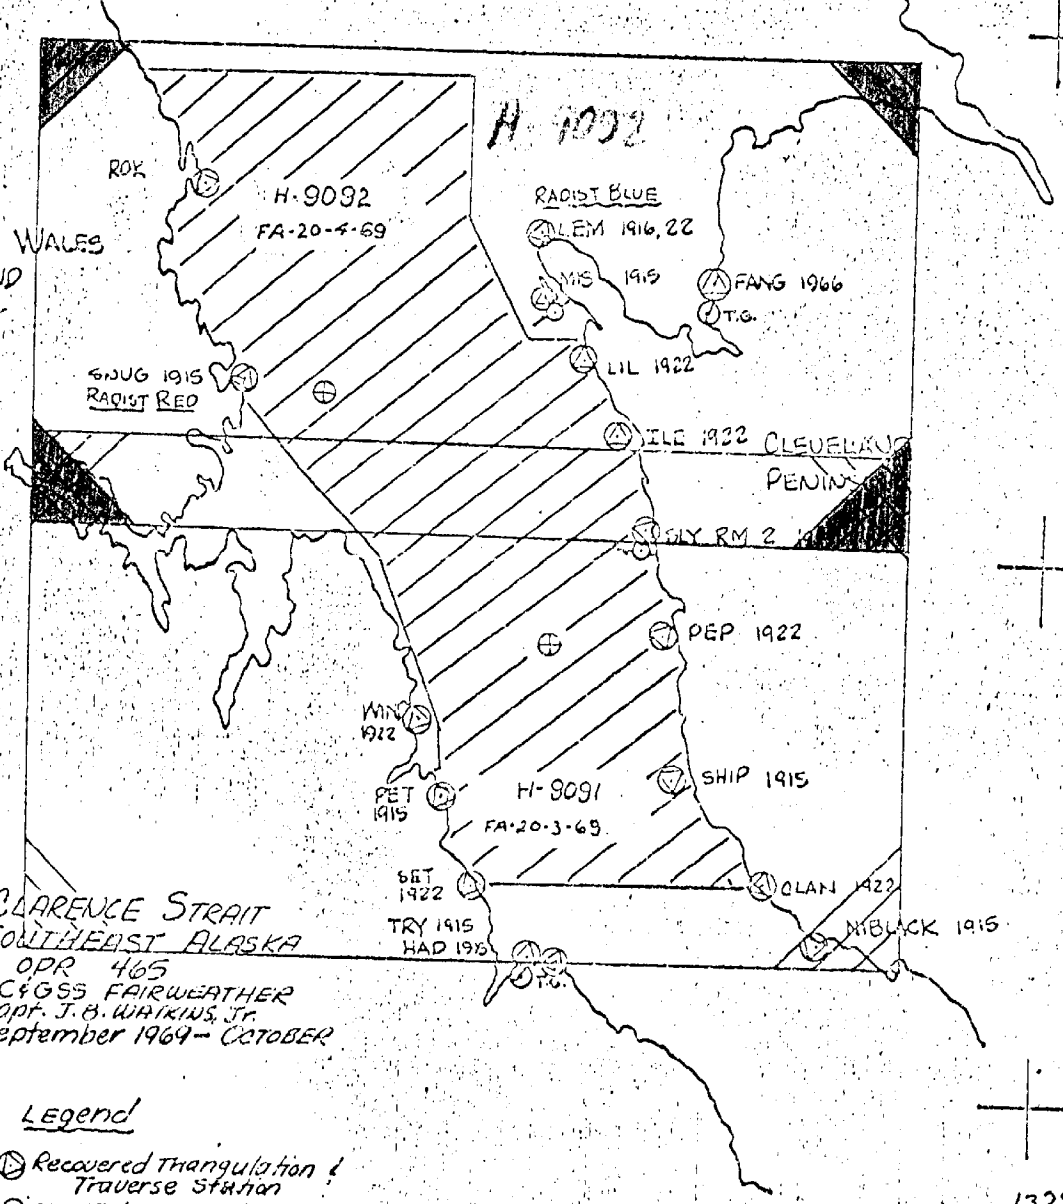 H-9092
ROK
H-9092
FA-20-4-69
RADIST BLUE
LEM 1916, 22
WALES
MIS 1915
FANG 1966
T.G.
LIL 1922
SNUG 1915
RADIST RED
ILE 1922
CLEVELAND
PENIN
SLY RM 2
PEP 1922
WIN
1922
SHIP 1915
PET
1915
H-9091
FA-20-3-69
SET
1922
CLAN 1922
TRY 1915
HAD 1915
NIBLACK 1915
T.G.
CLARENCE STRAIT
SOUTHEAST ALASKA
OPR 465
C&GSS FAIRWEATHER
Capt. J.B. WATKINS, Jr.
September 1969 - OCTOBER
Legend
Recovered Triangulation &
Traverse Station
132